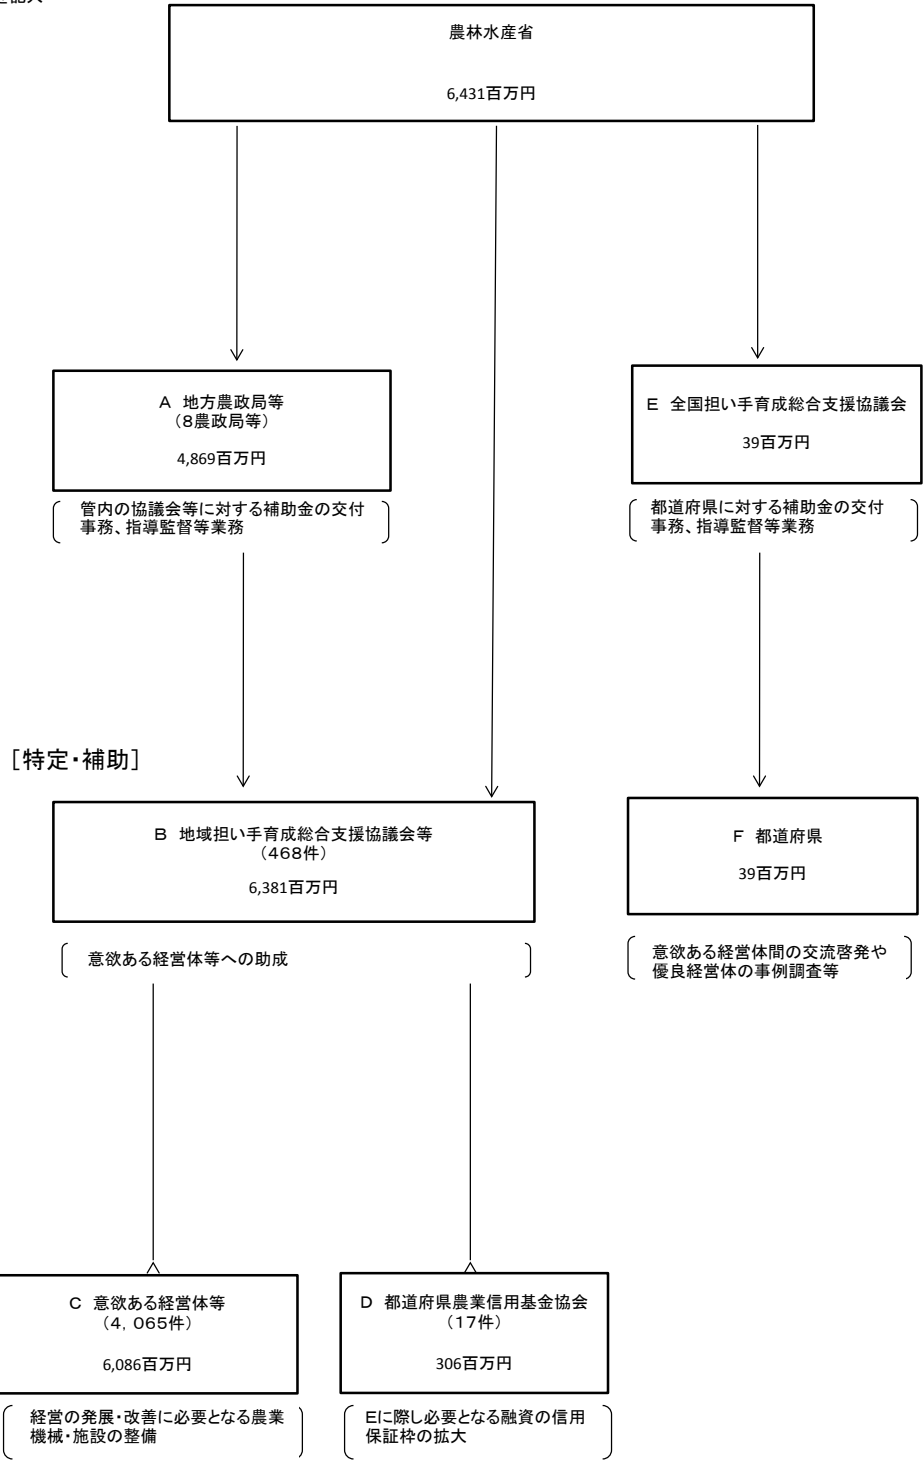 農林水産省
6,431百万円
A 地方農政局等
(8農政局等)
4,869百万円
E 全国担い手育成総合支援協議会
39百万円
管内の協議会等に対する補助金の交付
事務、指導監督等業務
都道府県に対する補助金の交付
事務、指導監督等業務
[特定・補助]
B 地域担い手育成総合支援協議会等
(468件)
6,381百万円
F 都道府県
39百万円
意欲ある経営体等への助成
意欲ある経営体間の交流啓発や
優良経営体の事例調査等
C 意欲ある経営体等
(4, 065件)
6,086百万円
D 都道府県農業信用基金協会
(17件)
306百万円
経営の発展・改善に必要となる農業
機械・施設の整備
Eに際し必要となる融資の信用
保証枠の拡大